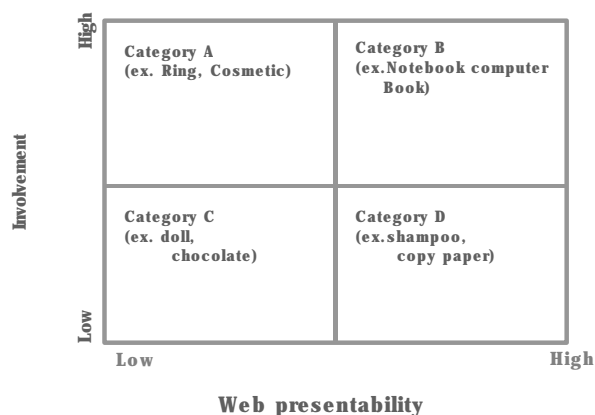 High
Category A
(ex. Ring, Cosmetic)
Category B
(ex.Notebook computer
Book)
Involvement
Category C
(ex. doll,
chocolate)
Category D
(ex.shampoo,
copy paper)
Low
Low
High
Web presentability